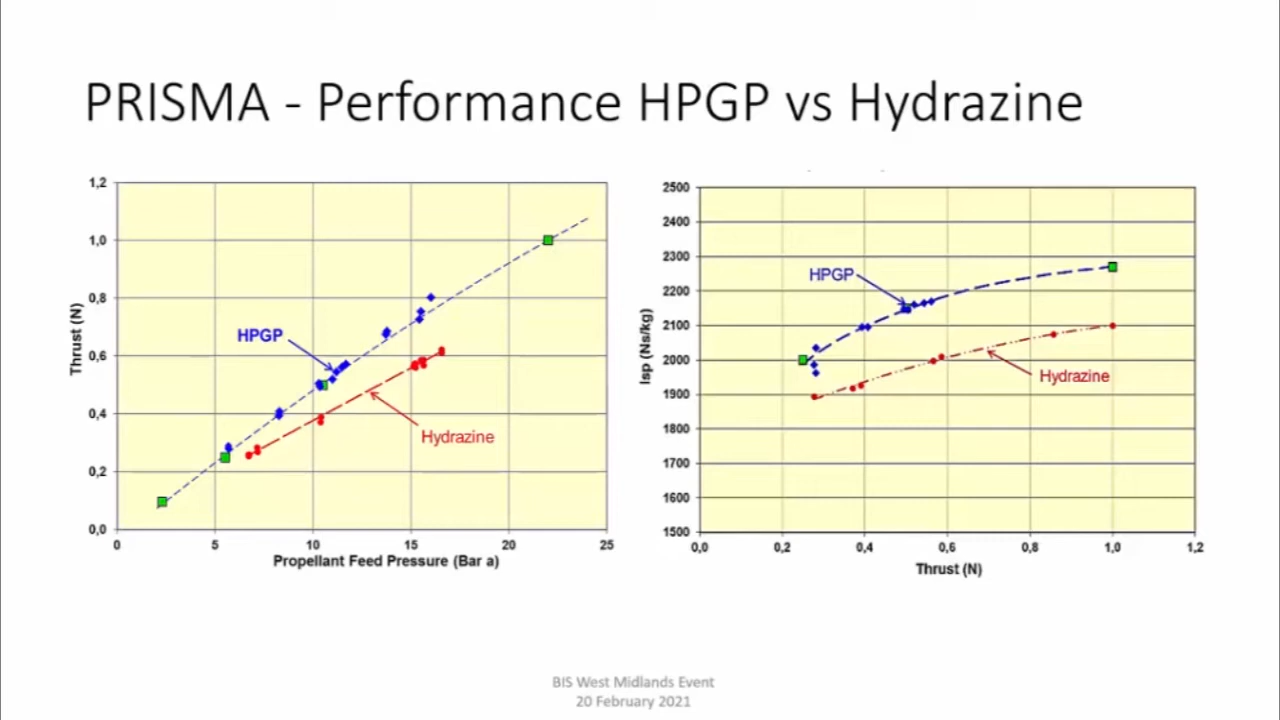 PRISMA - Performance HPGP vs Hydrazine
1,2
1,0
0,8
0,6
0,4
0,2
0,0
Thrust (N)
HPGP
Hydrazine
0 5 10 15 20 25
Propellant Feed Pressure (Bar a)
2500
2400
2300
2200
2100
2000
1900
1800
1700
1600
1500
Isp (Ns/kg)
HPGP
Hydrazine
0,0 0,2 0,4 0,6 0,8 1,0 1,2
Thrust (N)
BIS West Midlands Event
20 February 2021